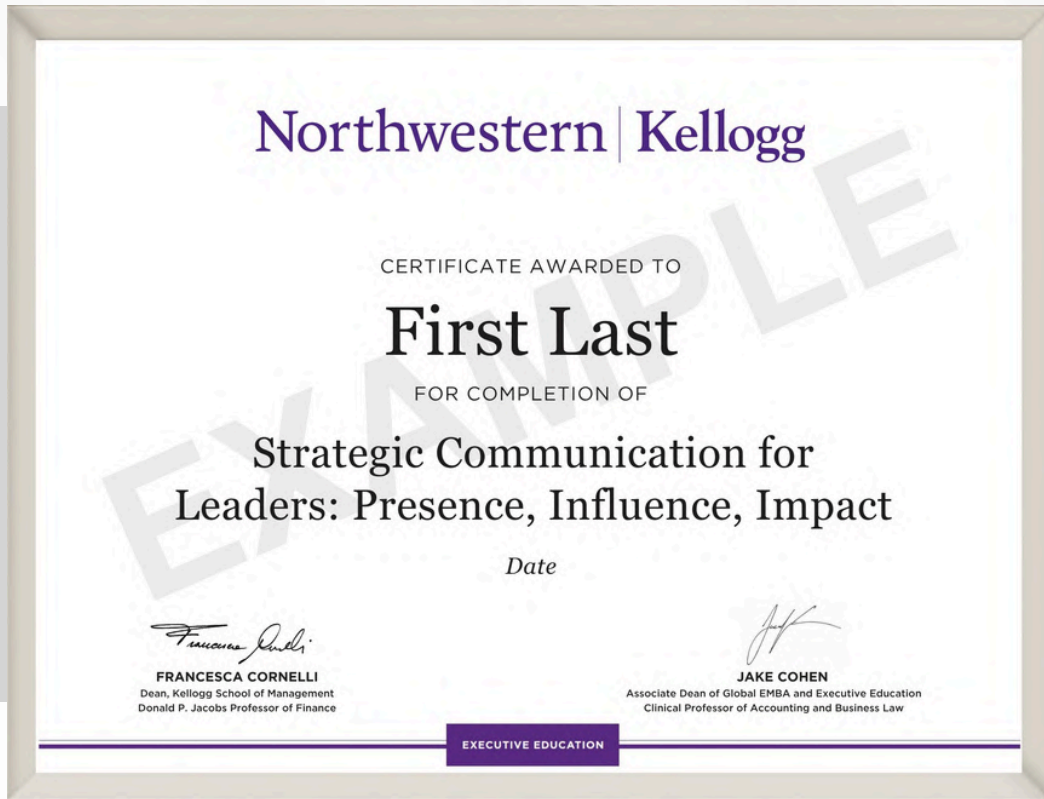 Northwestern | Kellogg
CERTIFICATE AWARDED TO
First Last
FOR COMPLETION OF
Strategic Communication for
Leaders: Presence, Influence, Impact
Date
EXAMPLE
Francesca Cornelli
FRANCESCA CORNELLI
Dean, Kellogg School of Management
Donald P. Jacobs Professor of Finance
JAKE COHEN
Associate Dean of Global EMBA and Executive Education
Clinical Professor of Accounting and Business Law
EXECUTIVE EDUCATION